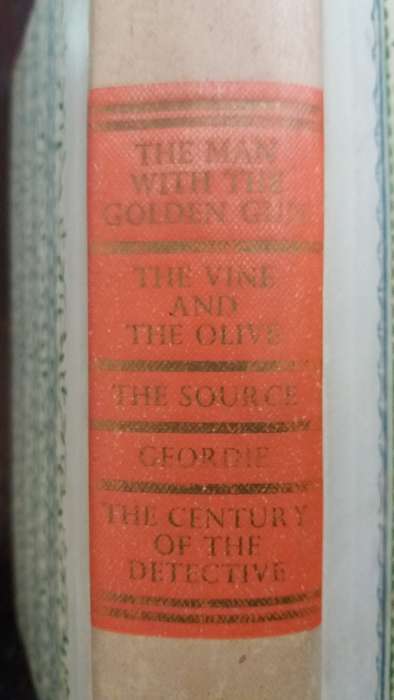 THE MAN
WITH THE
GOLDEN GUN
THE VINE
AND
THE OLIVE
THE SOURCE
GEORDIE
THE CENTURY
OF THE
DETECTIVE